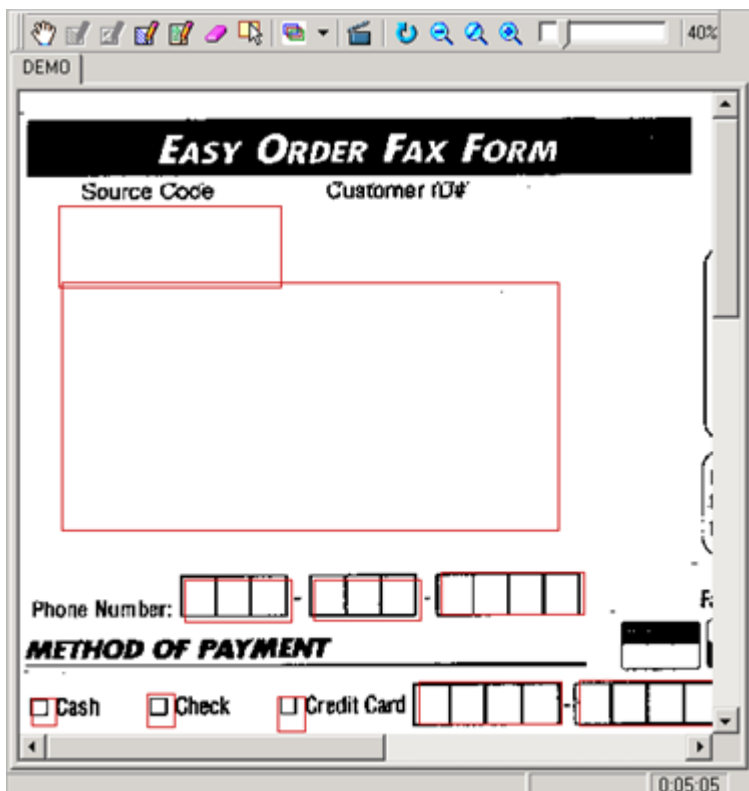 40%
DEMO
EASY ORDER FAX FORM
Source Code Customer ID#
Phone Number: - -
METHOD OF PAYMENT
Cash Check Credit Card -
0:05:05